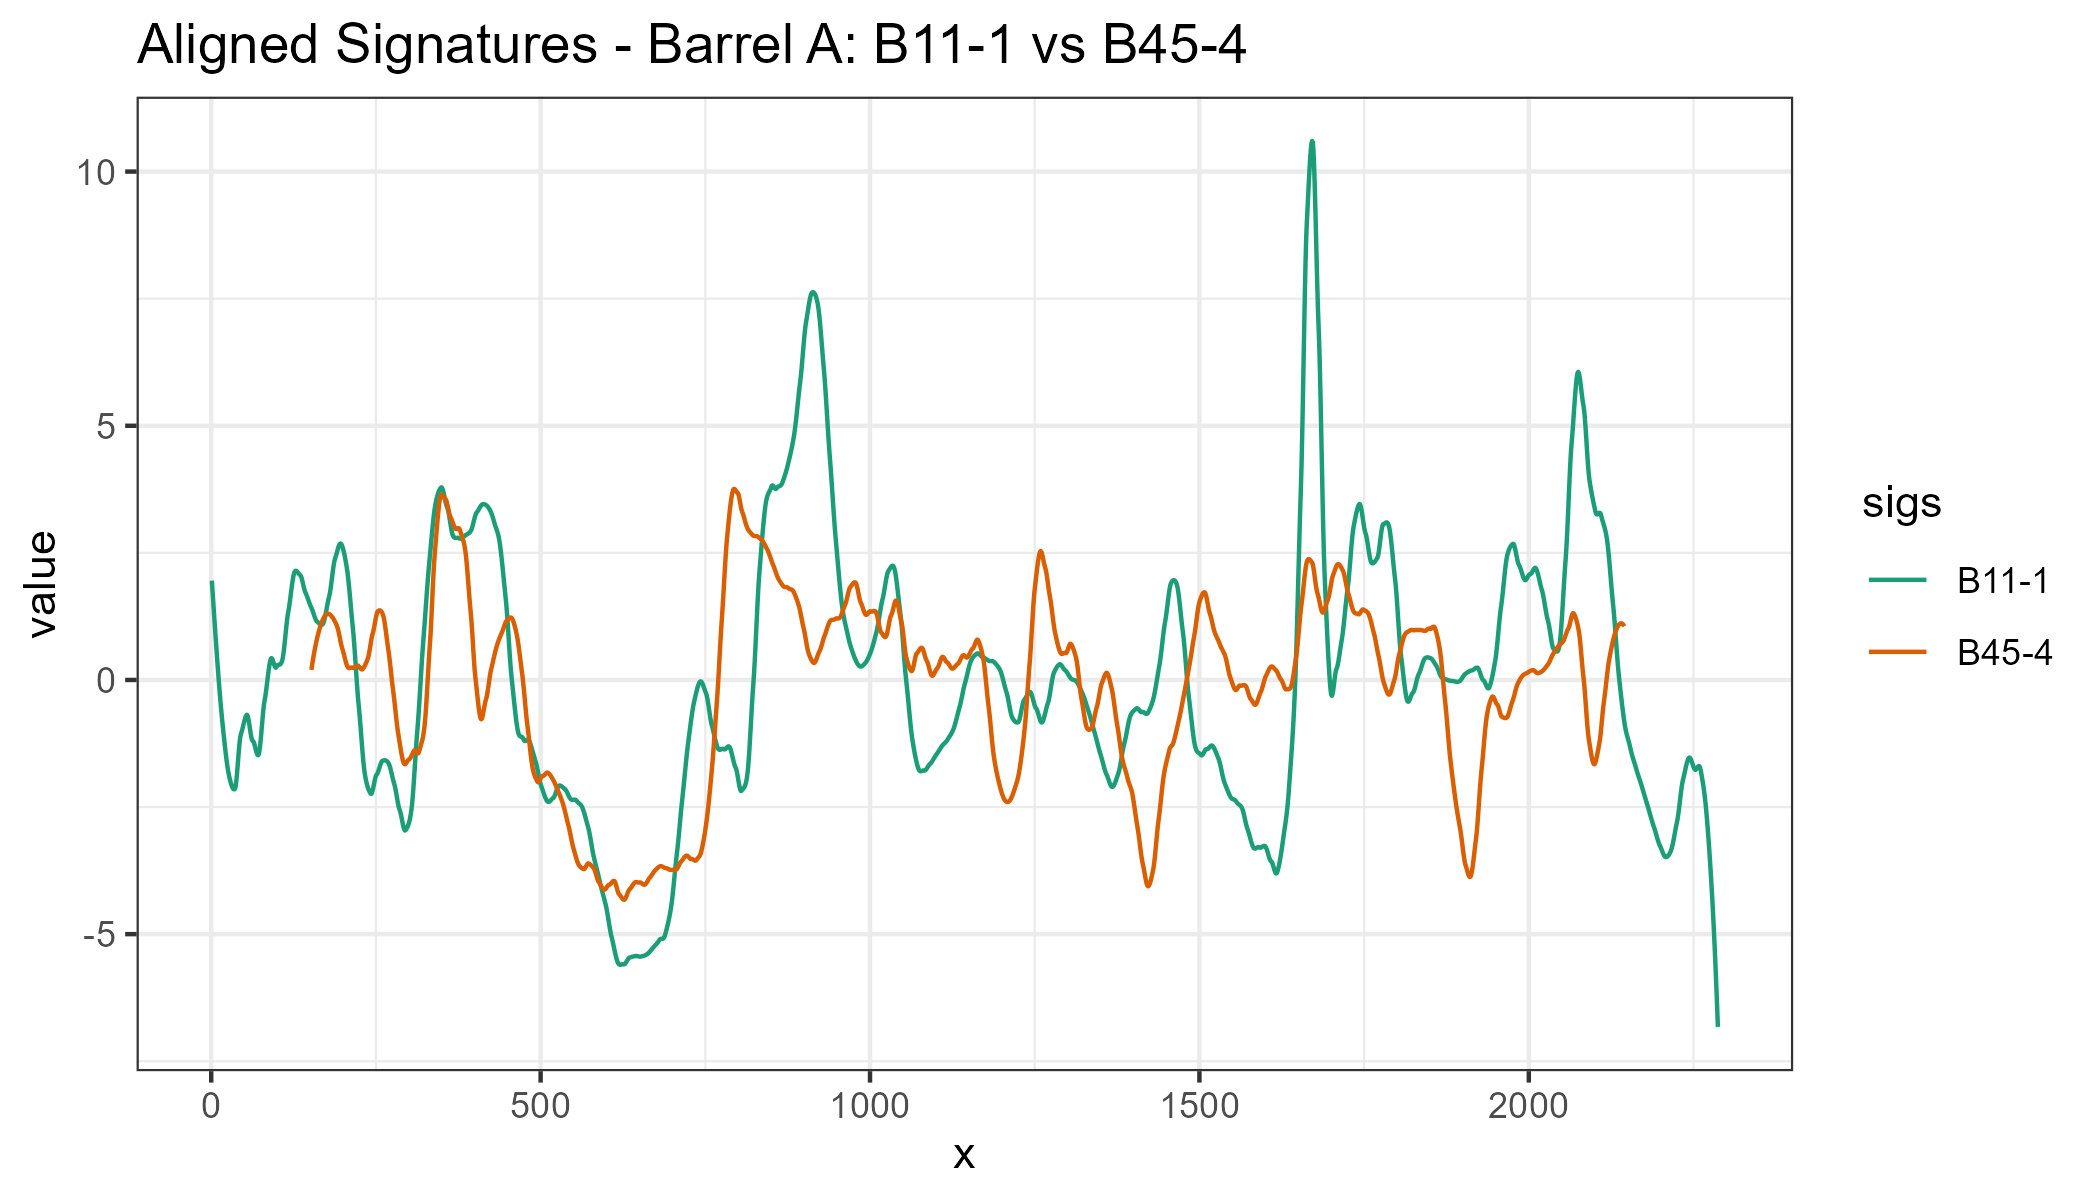 Aligned Signatures - Barrel A: B11-1 vs B45-4
10
5
0
-5
value
0 500 1000 1500 2000
x
sigs
B11-1
B45-4